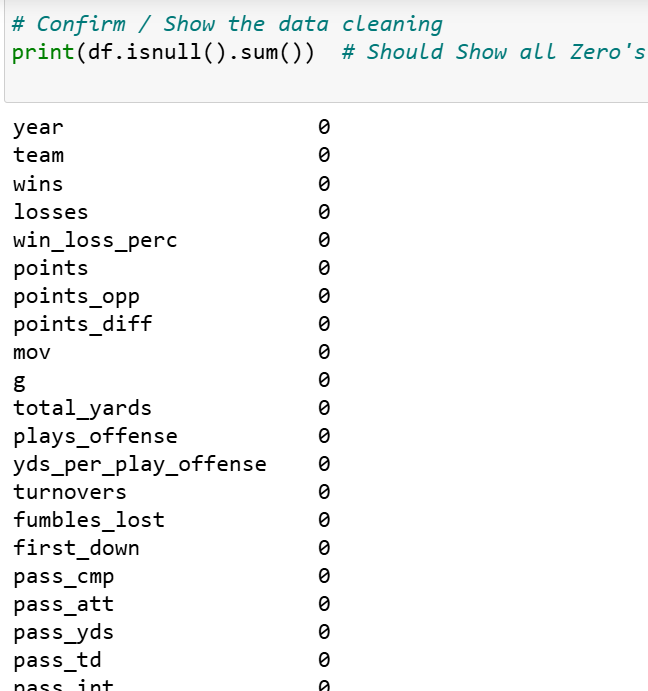 # Confirm / Show the data cleaning
print(df.isnull().sum())  # Should Show all Zero's
year 0
team 0
wins 0
losses 0
win_loss_perc 0
points 0
points_opp 0
points_diff 0
mov 0
g 0
total_yards 0
plays_offense 0
yds_per_play_offense 0
turnovers 0
fumbles_lost 0
first_down 0
pass_cmp 0
pass_att 0
pass_yds 0
pass_td 0
pass_int 0